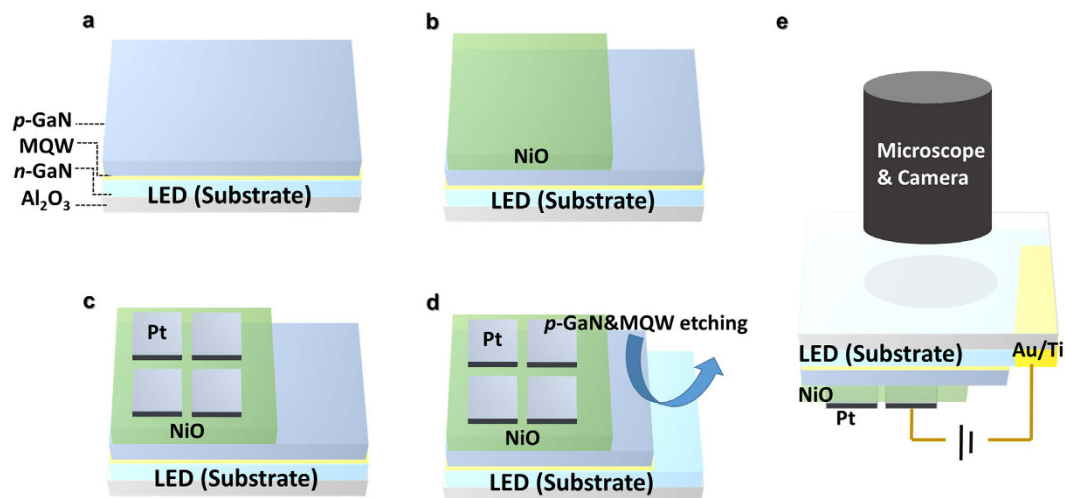 a
p-GaN
MQW
n-GaN
Al₂O₃
LED (Substrate)
b
NiO
LED (Substrate)
c
Pt
NiO
LED (Substrate)
d
p-GaN&MQW etching
Pt
NiO
LED (Substrate)
e
Microscope
& Camera
LED (Substrate)
Au/Ti
NiO
Pt